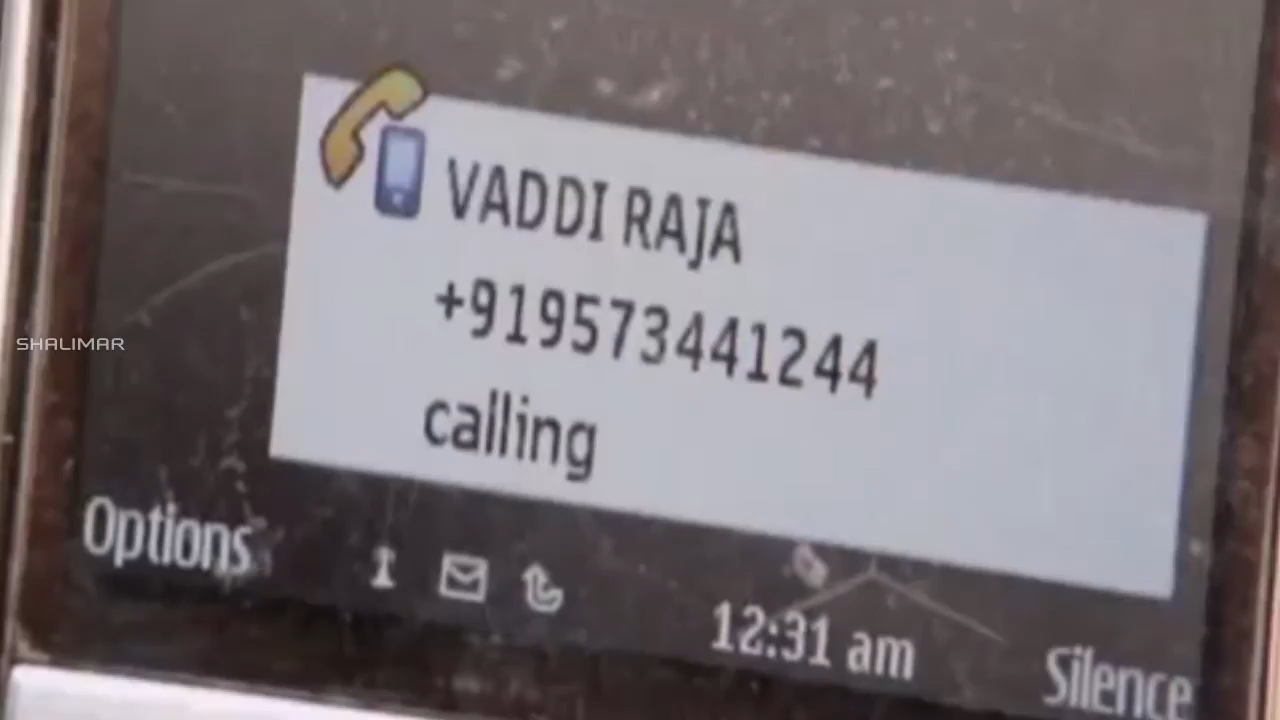 VADDI RAJA
+919573441244
calling
SHALIMAR
Options
12:31 am
Silence